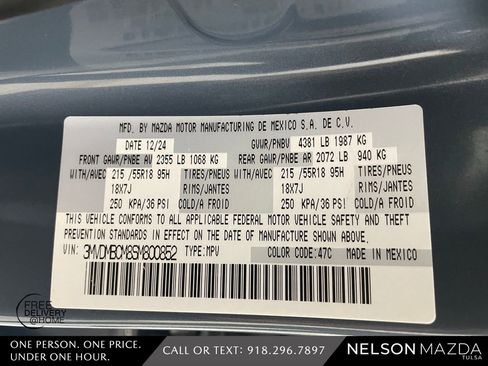 MFD. BY MAZDA MOTOR MANUFACTURING DE MEXICO S.A. DE C.V.
DATE 12/24 GVWR/PNBV 4381 LB 1987 KG
FRONT GAWR/PNBE AV 2355 LB 1068 KG REAR GAWR/PNBE AR 2072 LB 940 KG
WITH/AVEC 215 /55R18 95H TIRES/PNEUS WITH/AVEC 215 /55R18 95H TIRES/PNEUS
18X7J RIMS/JANTES 18X7J RIMS/JANTES
250 KPA/36 PSI COLD/A FROID 250 KPA/36 PSI COLD/A FROID
THIS VEHICLE CONFORMS TO ALL APPLICABLE FEDERAL MOTOR VEHICLE SAFETY AND THEFT
PREVENTION STANDARDS IN EFFECT ON THE DATE OF MANUFACTURE SHOWN ABOVE.
VIN: 3MVDMBCM8SM800852 TYPE: MPV COLOR CODE: 47C MADE IN MEXICO
FREE
DELIVERY
@HOME
ONE PERSON. ONE PRICE.
UNDER ONE HOUR.
CALL OR TEXT: 918.296.7897
NELSON MAZDA
TULSA